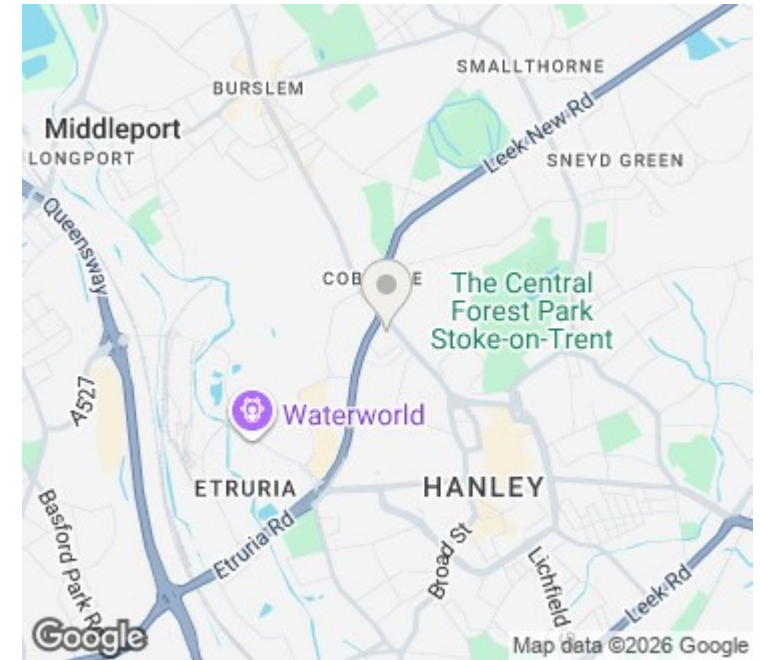 SMALLTHORNE
BURSLEM
Middleport
LONGPORT
Leek New Rd
SNEYD GREEN
Queensway
The Central
Forest Park
Stoke-on-Trent
A527
Waterworld
ETRURIA
HANLEY
Basford Park
Etruria Rd
Broad St
Lichfield
Leek Rd
Google
Map data ©2026 Google